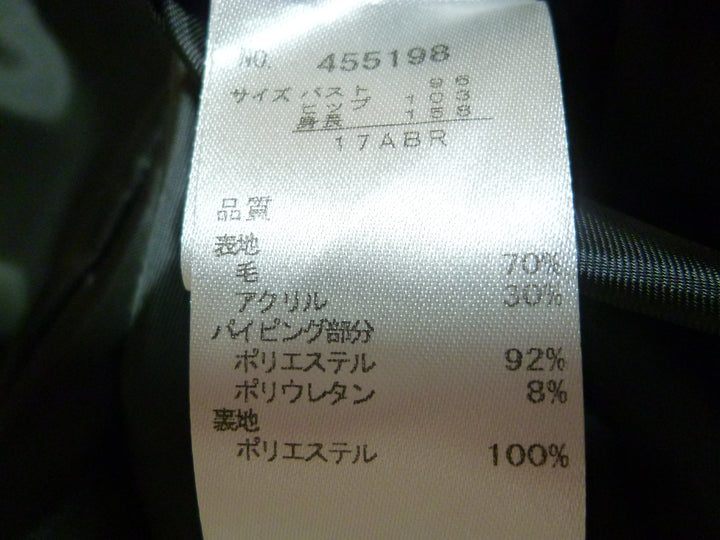 NO. 455198
サイズ バスト 96
ヒップ 103
身長 158
17ABR
品質
表地
毛 70%
アクリル 30%
パイピング部分
ポリエステル 92%
ポリウレタン 8%
裏地
ポリエステル 100%